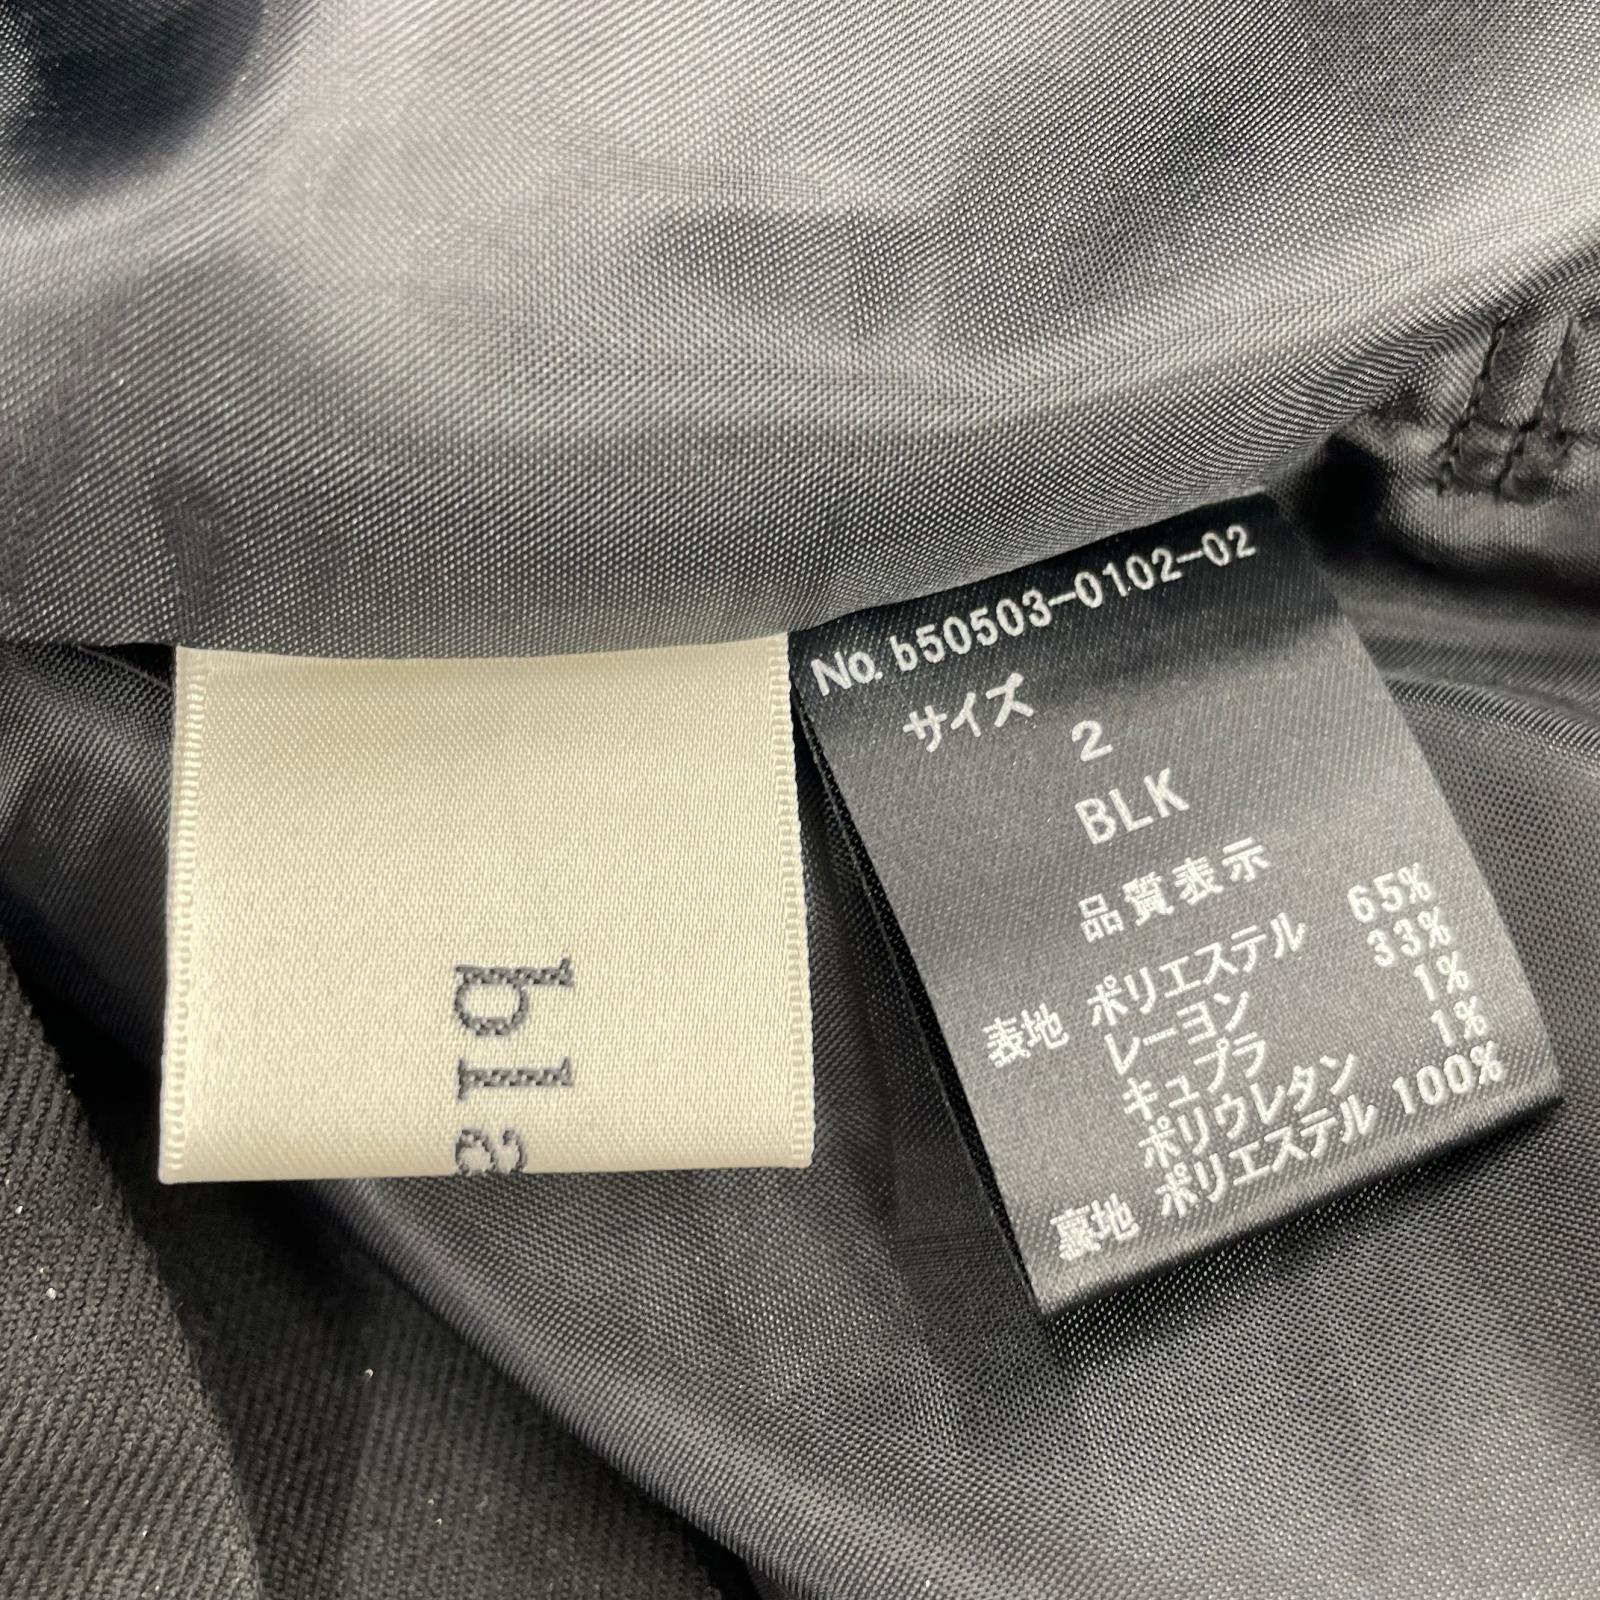 bla
No. b50503-0102-02
サイズ
2
BLK
品質表示
表地 ポリエステル 65%
レーヨン 33%
キュプラ 1%
ポリウレタン 1%
裏地 ポリエステル 100%